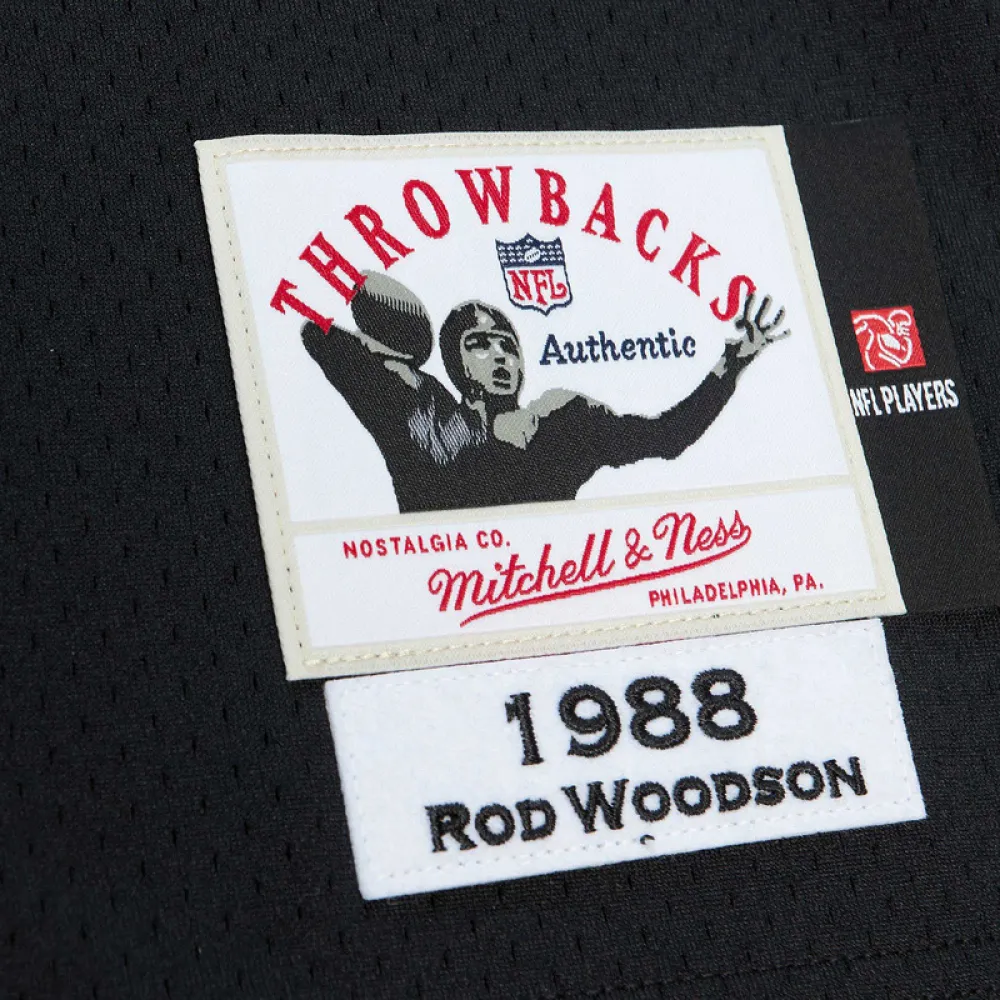 THROWBACKS
NFL
Authentic
NFL PLAYERS
NOSTALGIA CO.
Mitchell & Ness
PHILADELPHIA, PA.
1988
ROD WOODSON